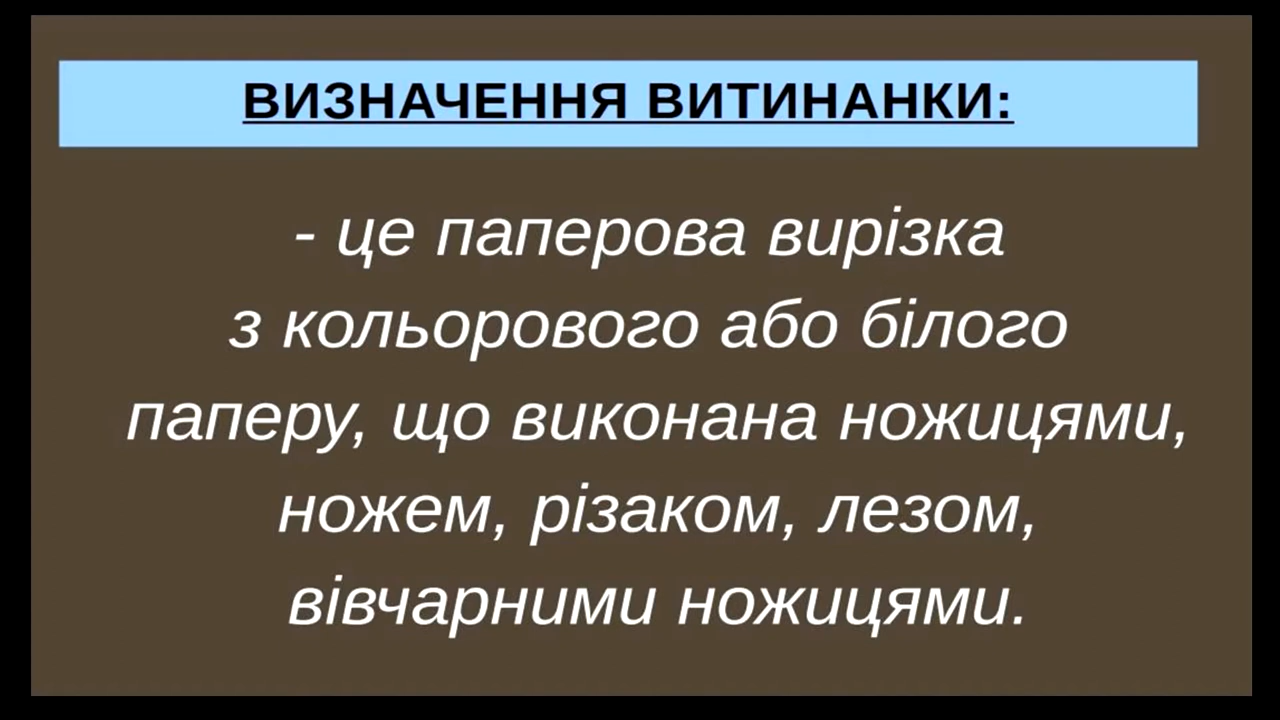 ВИЗНАЧЕННЯ ВИТИНАНКИ:
- це паперова вирізка
з кольорового або білого
паперу, що виконана ножицями,
ножем, різаком, лезом,
вівчарними ножицями.